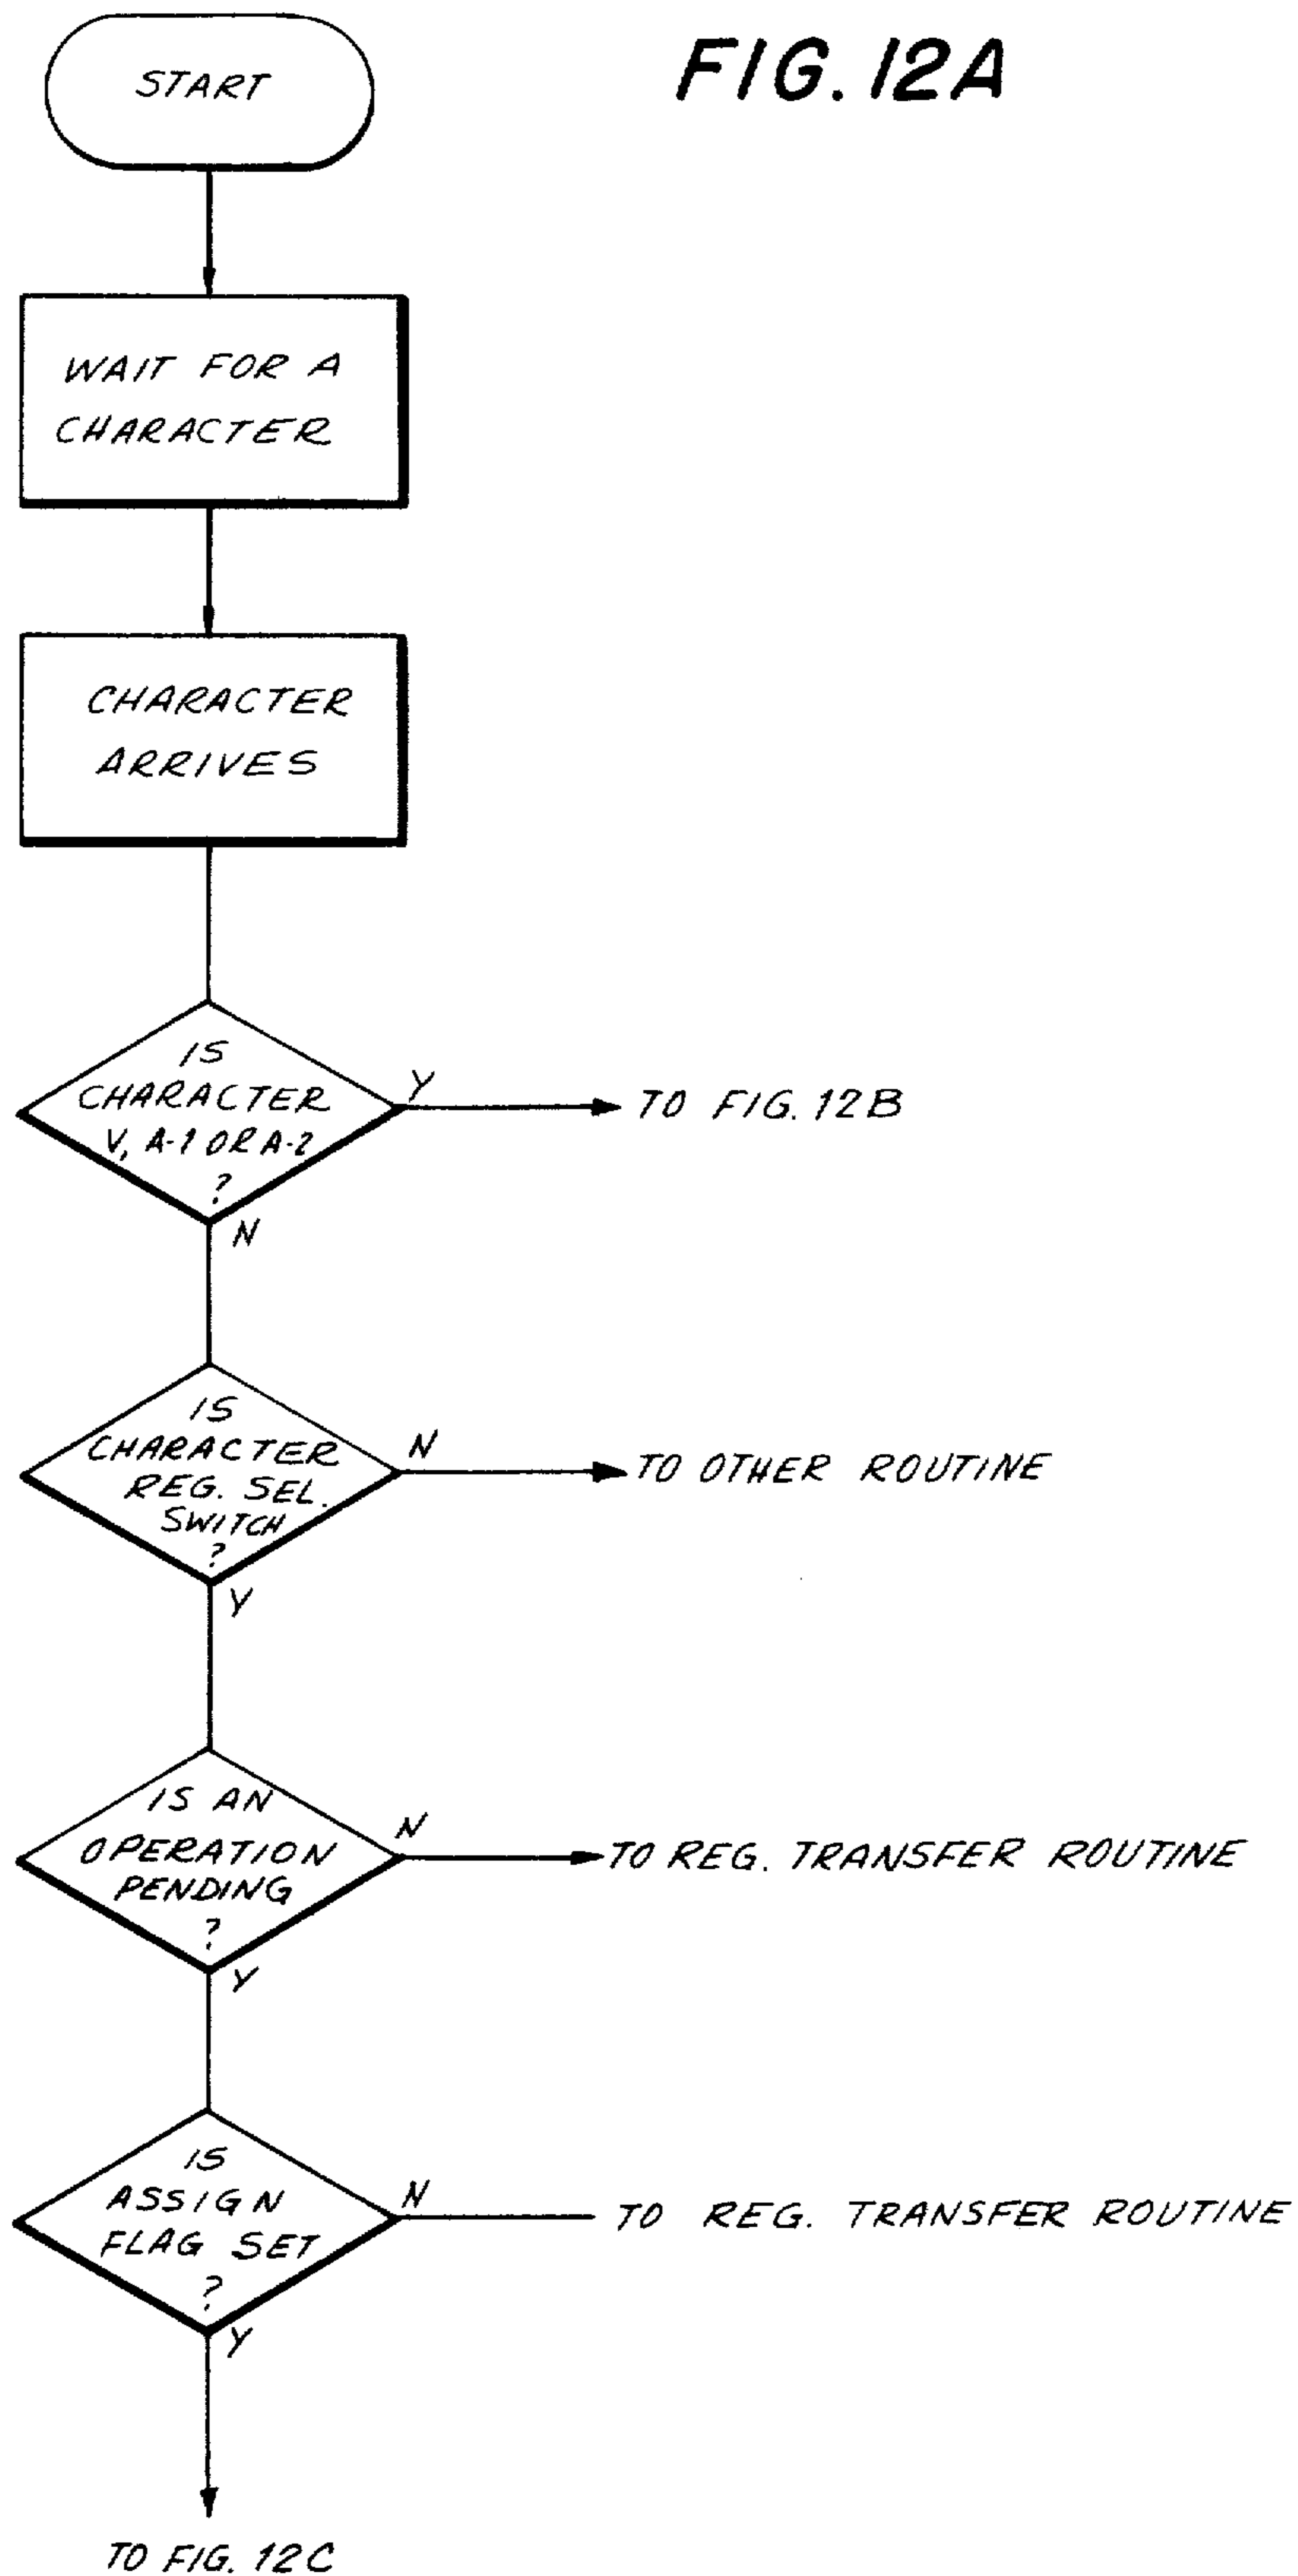 FIG. 12A
START
WAIT FOR A
CHARACTER
CHARACTER
ARRIVES
IS
CHARACTER
V, A-1 OR A-2
?
Y
TO FIG. 12B
N
IS
CHARACTER
REG. SEL.
SWITCH
?
N
TO OTHER ROUTINE
Y
IS AN
OPERATION
PENDING
?
N
TO REG. TRANSFER ROUTINE
Y
IS
ASSIGN
FLAG SET
?
N
TO REG. TRANSFER ROUTINE
Y
TO FIG. 12C